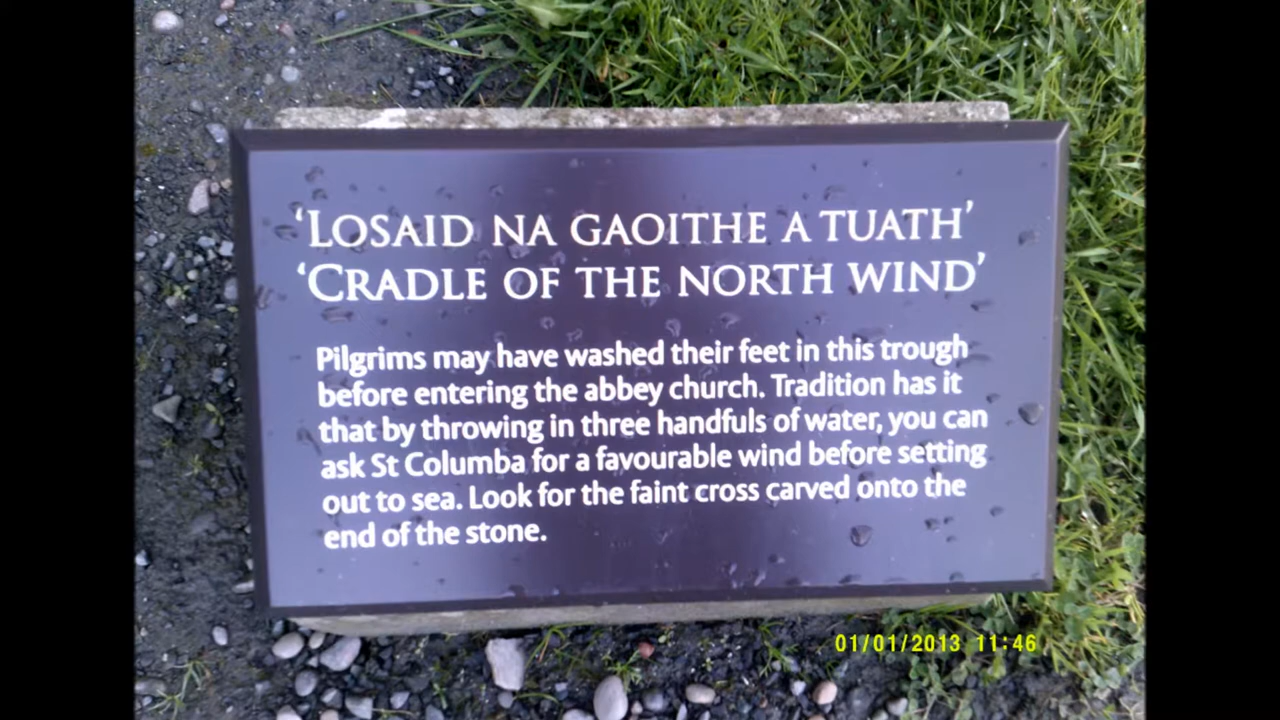 ‘LOSAID NA GAOITHE A TUATH’
‘CRADLE OF THE NORTH WIND’
Pilgrims may have washed their feet in this trough
before entering the abbey church. Tradition has it
that by throwing in three handfuls of water, you can
ask St Columba for a favourable wind before setting
out to sea. Look for the faint cross carved onto the
end of the stone.
01/01/2013 11:46